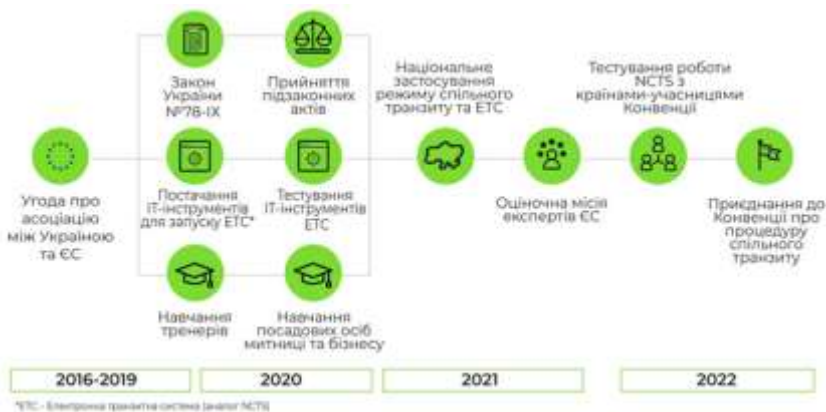 Закон
України
№78-IX
Прийняття
підзаконних
актів
Національне
застосування
режиму спільного
транзиту та ЕТС
Тестування роботи
NCTS з
країнами-учасницями
Конвенції
Угода про
асоціацію
між Україною
та ЄС
Постачання
ІТ-інструментів
для запуску ЕТС*
Тестування
ІТ-інструментів
ЕТС
Оціночна місія
експертів ЄС
Приєднання до
Конвенції про
процедуру
спільного
транзиту
Навчання
тренерів
Навчання
посадових осіб
митниці та бізнесу
2016-2019
2020
2021
2022
*ЕТС - Електронна транзитна система (аналог NCTS)